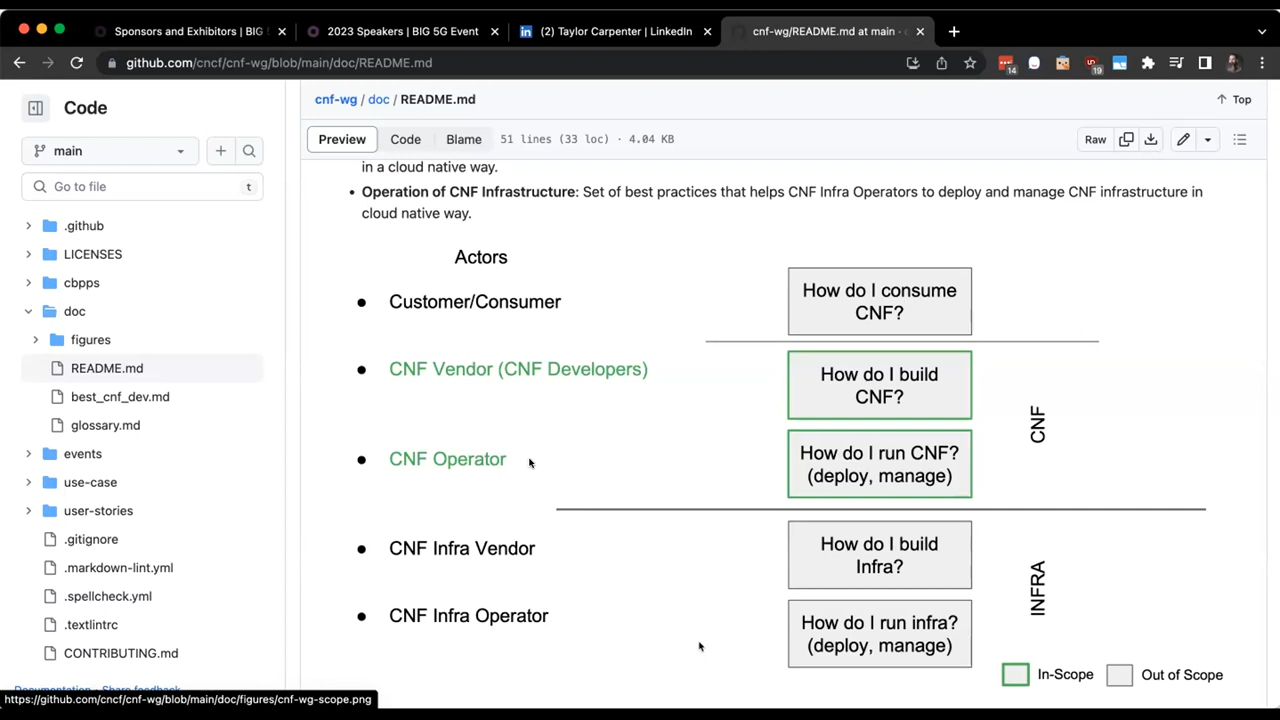 Sponsors and Exhibitors | BIG
2023 Speakers | BIG 5G Event
(2) Taylor Carpenter | LinkedIn
cnf-wg/README.md at main ·
github.com/cncf/cnf-wg/blob/main/doc/README.md
14
19
Code
main
Go to file
t
.github
LICENSES
cbpps
doc
figures
README.md
best_cnf_dev.md
glossary.md
events
use-case
user-stories
.gitignore
.markdown-lint.yml
.spellcheck.yml
.textlintrc
CONTRIBUTING.md
Documentation · Share feedback
https://github.com/cncf/cnf-wg/blob/main/doc/figures/cnf-wg-scope.png
cnf-wg / doc / README.md
Top
Preview
Code
Blame
51 lines (33 loc) · 4.04 KB
Raw
in a cloud native way.
• Operation of CNF Infrastructure: Set of best practices that helps CNF Infra Operators to deploy and manage CNF infrastructure in
cloud native way.
Actors
● Customer/Consumer
How do I consume
CNF?
● CNF Vendor (CNF Developers)
How do I build
CNF?
● CNF Operator
How do I run CNF?
(deploy, manage)
CNF
● CNF Infra Vendor
How do I build
Infra?
● CNF Infra Operator
How do I run infra?
(deploy, manage)
INFRA
In-Scope
Out of Scope